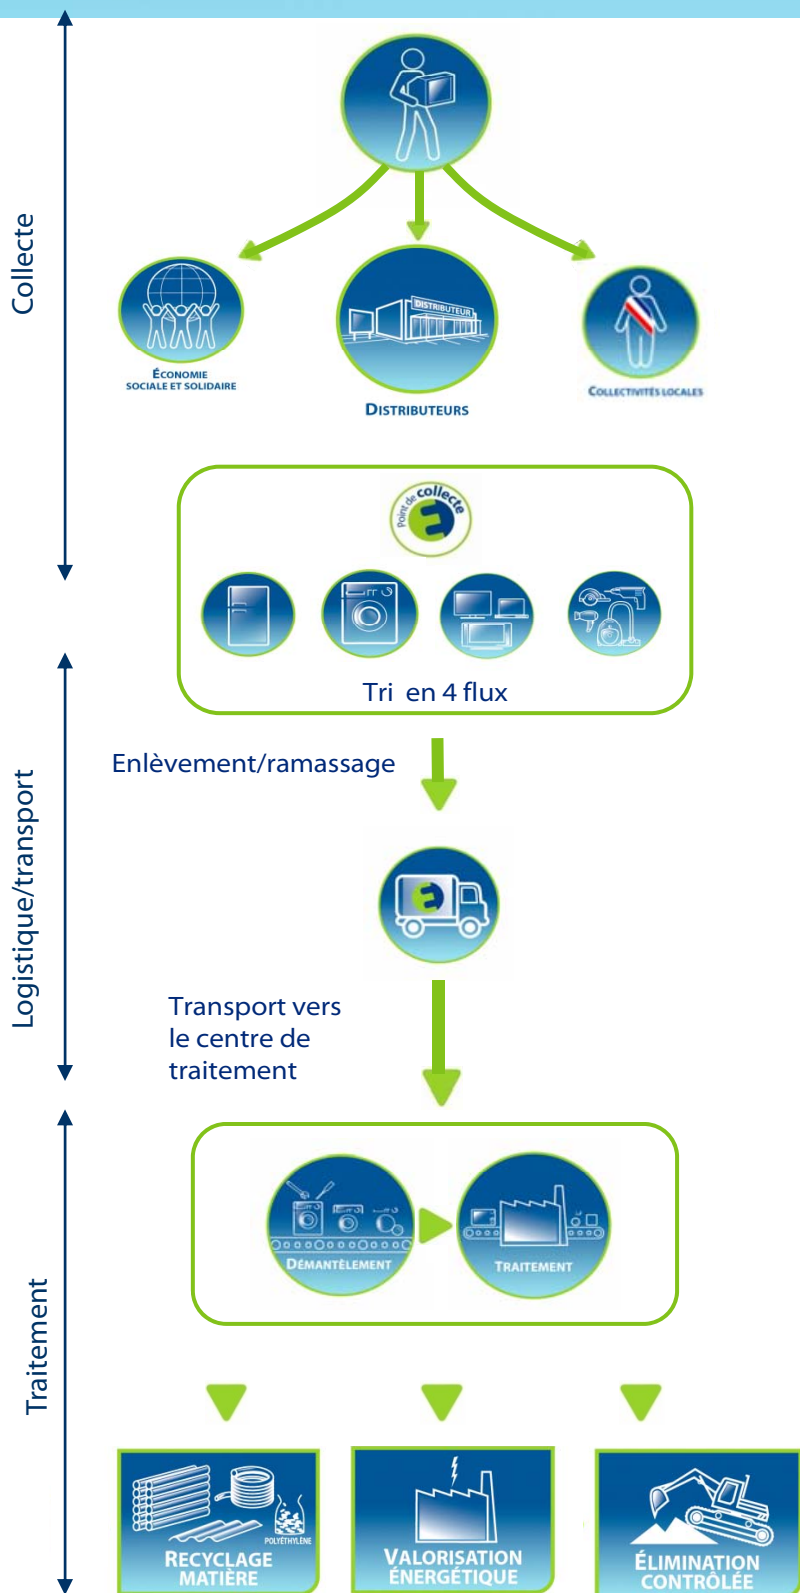 Collecte
DISTRIBUTEUR
ÉCONOMIE
SOCIALE ET SOLIDAIRE
DISTRIBUTEURS
COLLECTIVITÉS LOCALES
Point de collecte
Tri en 4 flux
Logistique/transport
Enlèvement/ramassage
Transport vers
le centre de
traitement
Traitement
DÉMANTÈLEMENT
TRAITEMENT
POLYÉTHYLÈNE
RECYCLAGE
MATIÈRE
VALORISATION
ÉNERGÉTIQUE
ÉLIMINATION
CONTRÔLÉE